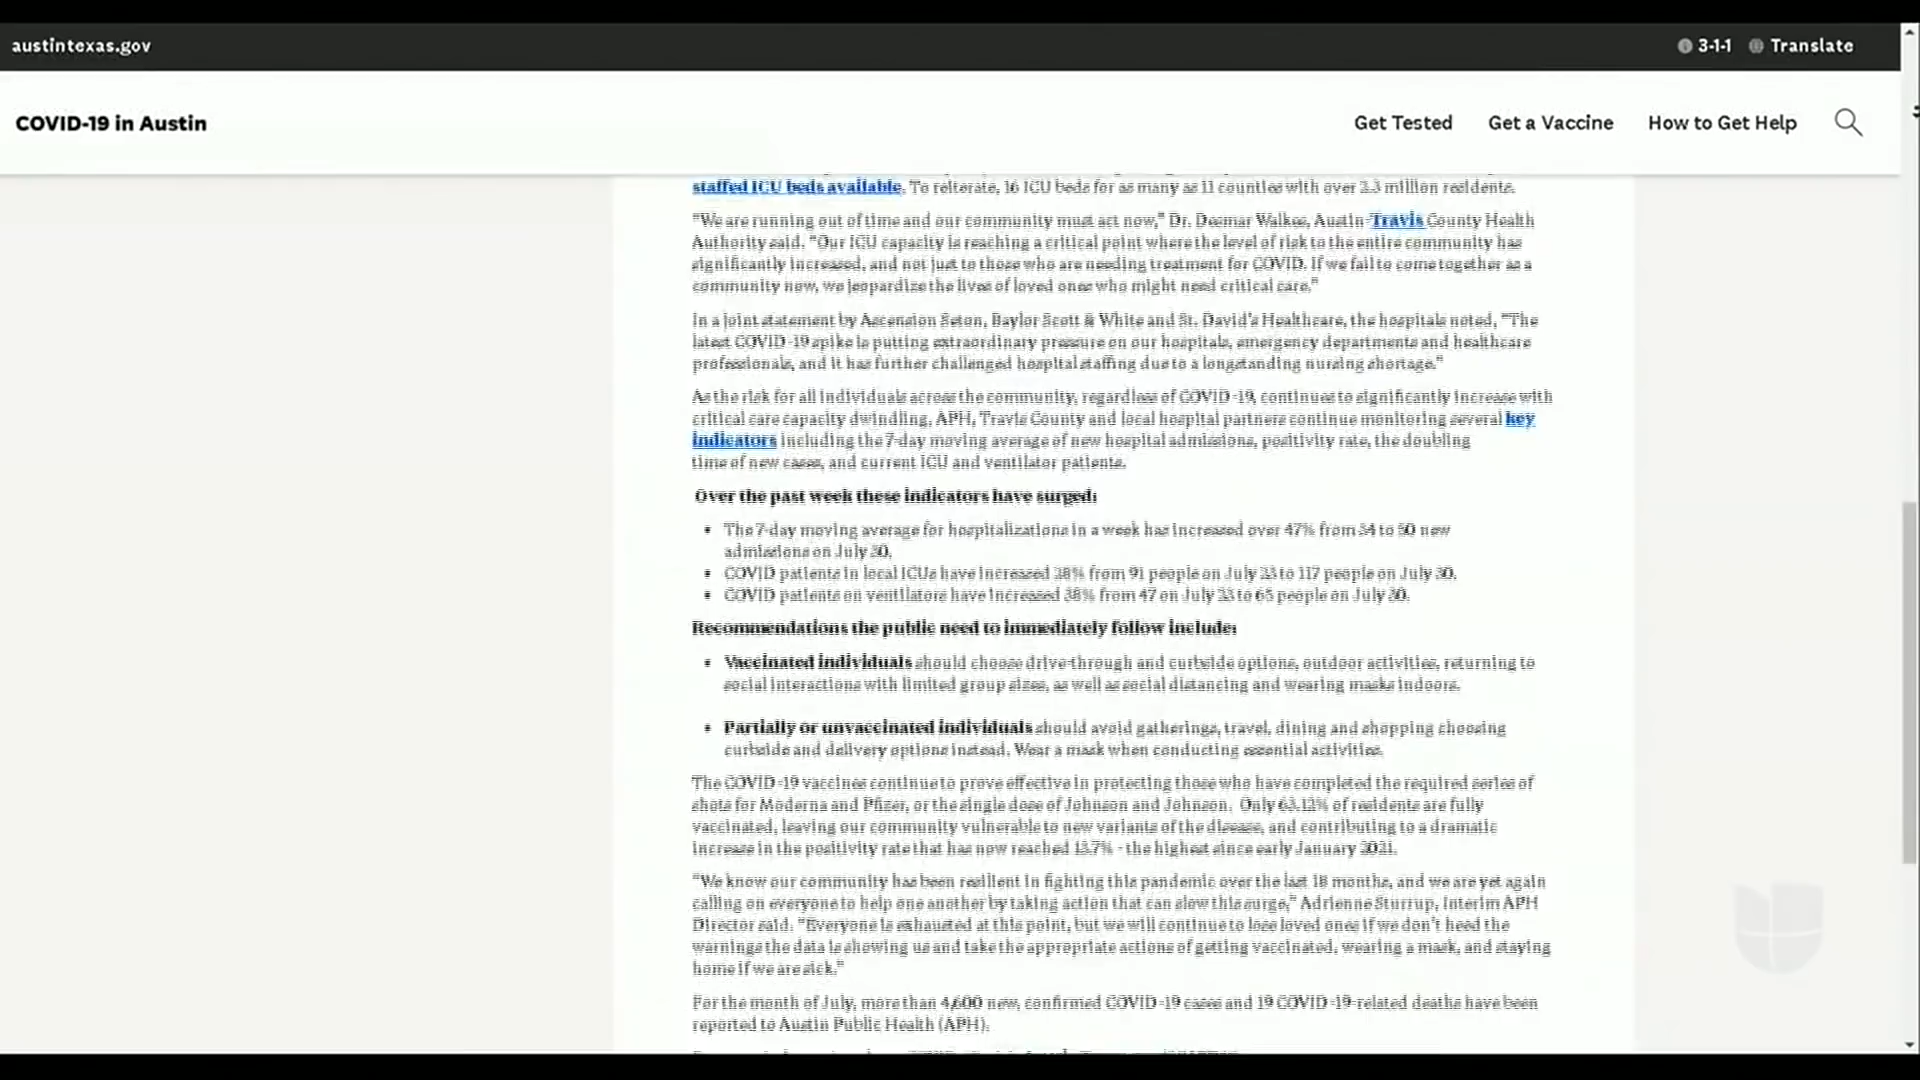 austintexas.gov
3-1-1 Translate
COVID-19 in Austin
Get Tested Get a Vaccine How to Get Help
staffed ICU beds available. To reiterate, 16 ICU beds for as many as 11 counties with over 2.3 million residents.
"We are running out of time and our community must act now," Dr. Desmar Walkes, Austin-Travis County Health
Authority said. "Our ICU capacity is reaching a critical point where the level of risk to the entire community has
significantly increased, and not just to those who are needing treatment for COVID. If we fail to come together as a
community now, we jeopardize the lives of loved ones who might need critical care."
In a joint statement by Ascension Seton, Baylor Scott & White and St. David's Healthcare, the hospitals noted, "The
latest COVID-19 spike is putting extraordinary pressure on our hospitals, emergency departments and healthcare
professionals, and it has further challenged hospital staffing due to a longstanding nursing shortage."
As the risk for all individuals across the community, regardless of COVID-19, continues to significantly increase with
critical care capacity dwindling, APH, Travis County and local hospital partners continue monitoring several key
indicators including the 7-day moving average of new hospital admissions, positivity rate, the doubling
time of new cases, and current ICU and ventilator patients.
Over the past week these indicators have surged:
• The 7-day moving average for hospitalizations in a week has increased over 47% from 34 to 50 new
admissions on July 30.
• COVID patients in local ICUs have increased 28% from 91 people on July 23 to 117 people on July 30.
• COVID patients on ventilators have increased 38% from 47 on July 23 to 65 people on July 30.
Recommendations the public need to immediately follow include:
• Vaccinated individuals should choose drive-through and curbside options, outdoor activities, returning to
social interactions with limited group sizes, as well as social distancing and wearing masks indoors.
• Partially or unvaccinated individuals should avoid gatherings, travel, dining and shopping choosing
curbside and delivery options instead. Wear a mask when conducting essential activities.
The COVID-19 vaccines continue to prove effective in protecting those who have completed the required series of
shots for Moderna and Pfizer, or the single dose of Johnson and Johnson. Only 63.12% of residents are fully
vaccinated, leaving our community vulnerable to new variants of the disease, and contributing to a dramatic
increase in the positivity rate that has now reached 13.7% - the highest since early January 2021.
"We know our community has been resilient in fighting this pandemic over the last 18 months, and we are yet again
calling on everyone to help one another by taking action that can slow this surge," Adrienne Sturrup, Interim APH
Director said. "Everyone is exhausted at this point, but we will continue to lose loved ones if we don't heed the
warnings the data is showing us and take the appropriate actions of getting vaccinated, wearing a mask, and staying
home if we are sick."
For the month of July, more than 4,600 new, confirmed COVID-19 cases and 19 COVID-19-related deaths have been
reported to Austin Public Health (APH).